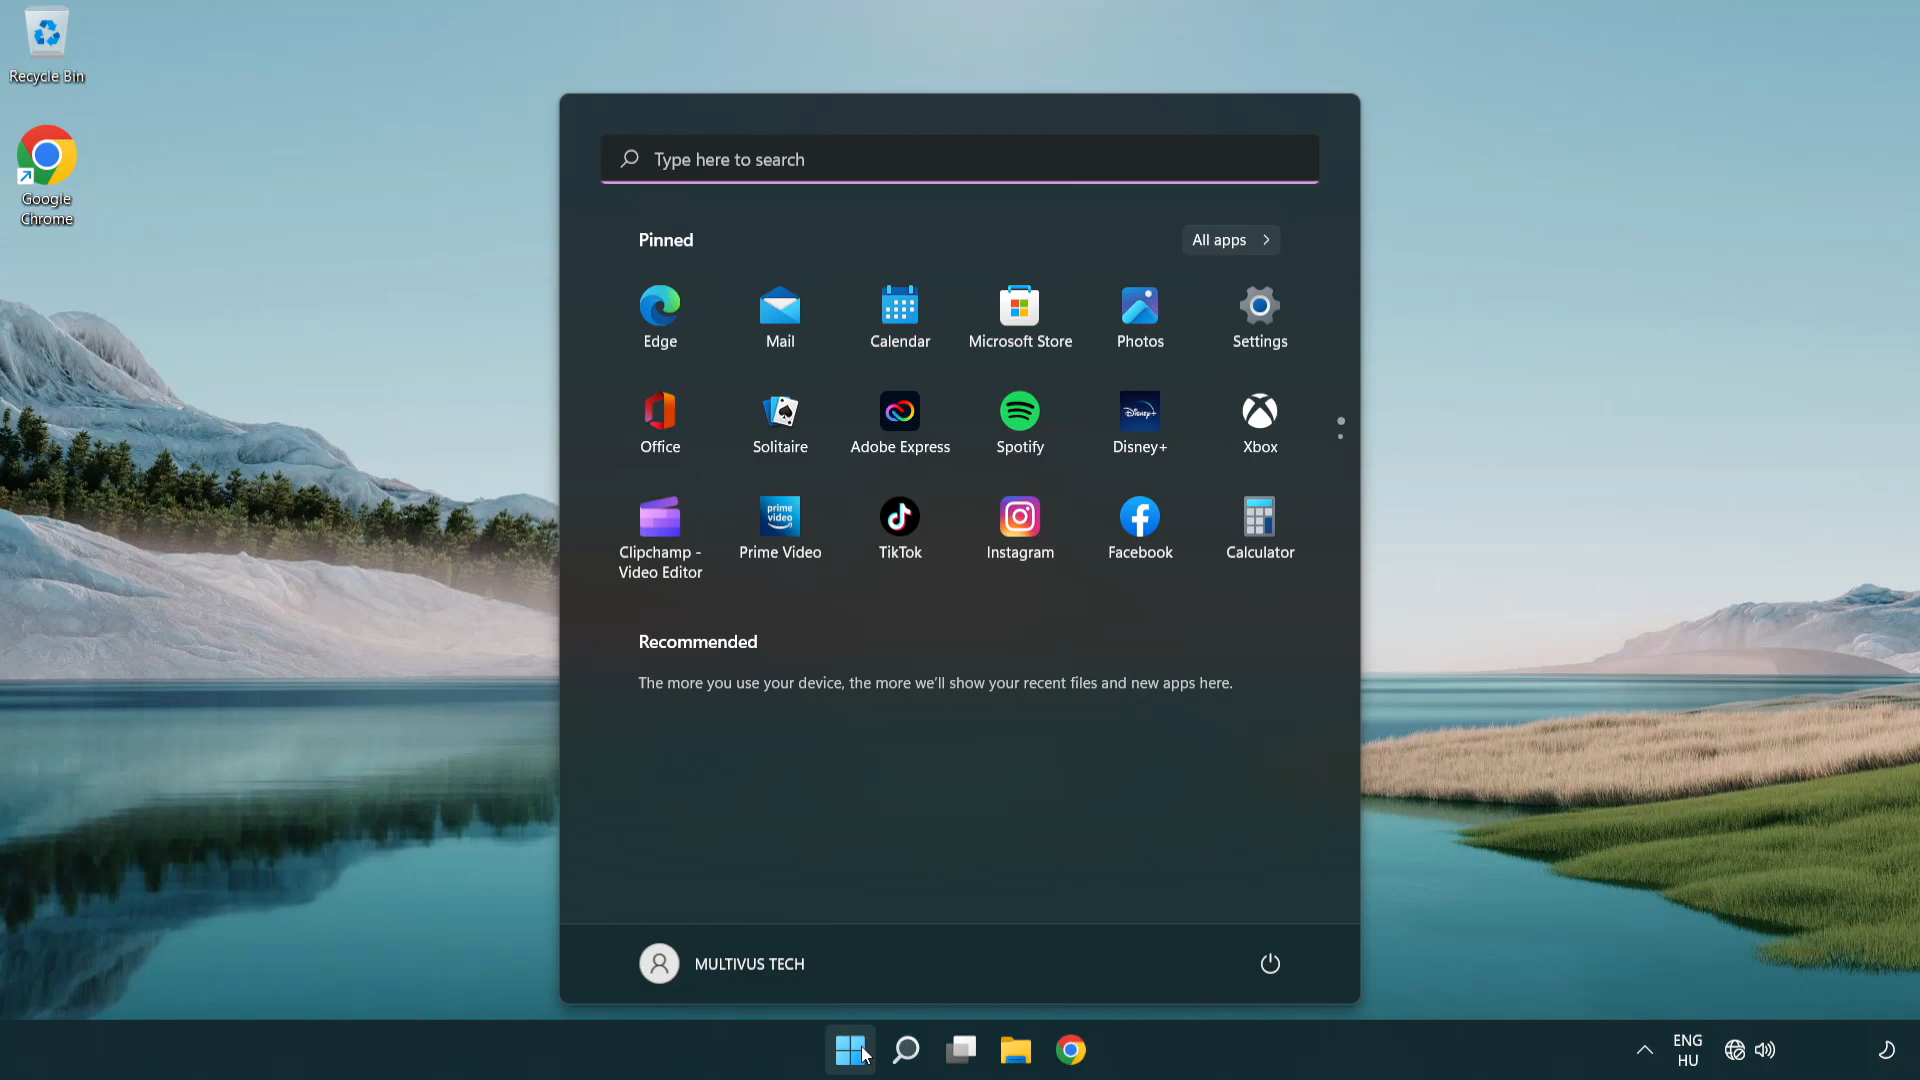 Recycle Bin
Google
Chrome
Type here to search
Pinned
All apps
Edge
Mail
Calendar
Microsoft Store
Photos
Settings
Office
Solitaire
Adobe Express
Spotify
Disney+
Disney+
Xbox
prime
video
Clipchamp -
Video Editor
Prime Video
TikTok
Instagram
Facebook
Calculator
Recommended
The more you use your device, the more we'll show your recent files and new apps here.
MULTIVUS TECH
ENG
HU